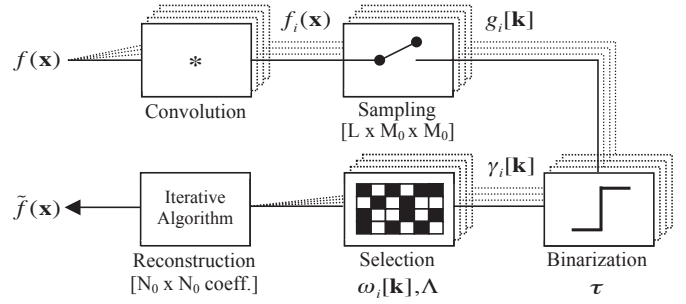 f(x)
*
Convolution
f_i(x)
Sampling
[L x M_0 x M_0]
g_i[k]
Binarization
τ
γ_i[k]
Selection
ω_i[k],Λ
Iterative
Algorithm
Reconstruction
[N_0 x N_0 coeff.]
f̃(x)